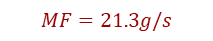 MF = 21.3g/s